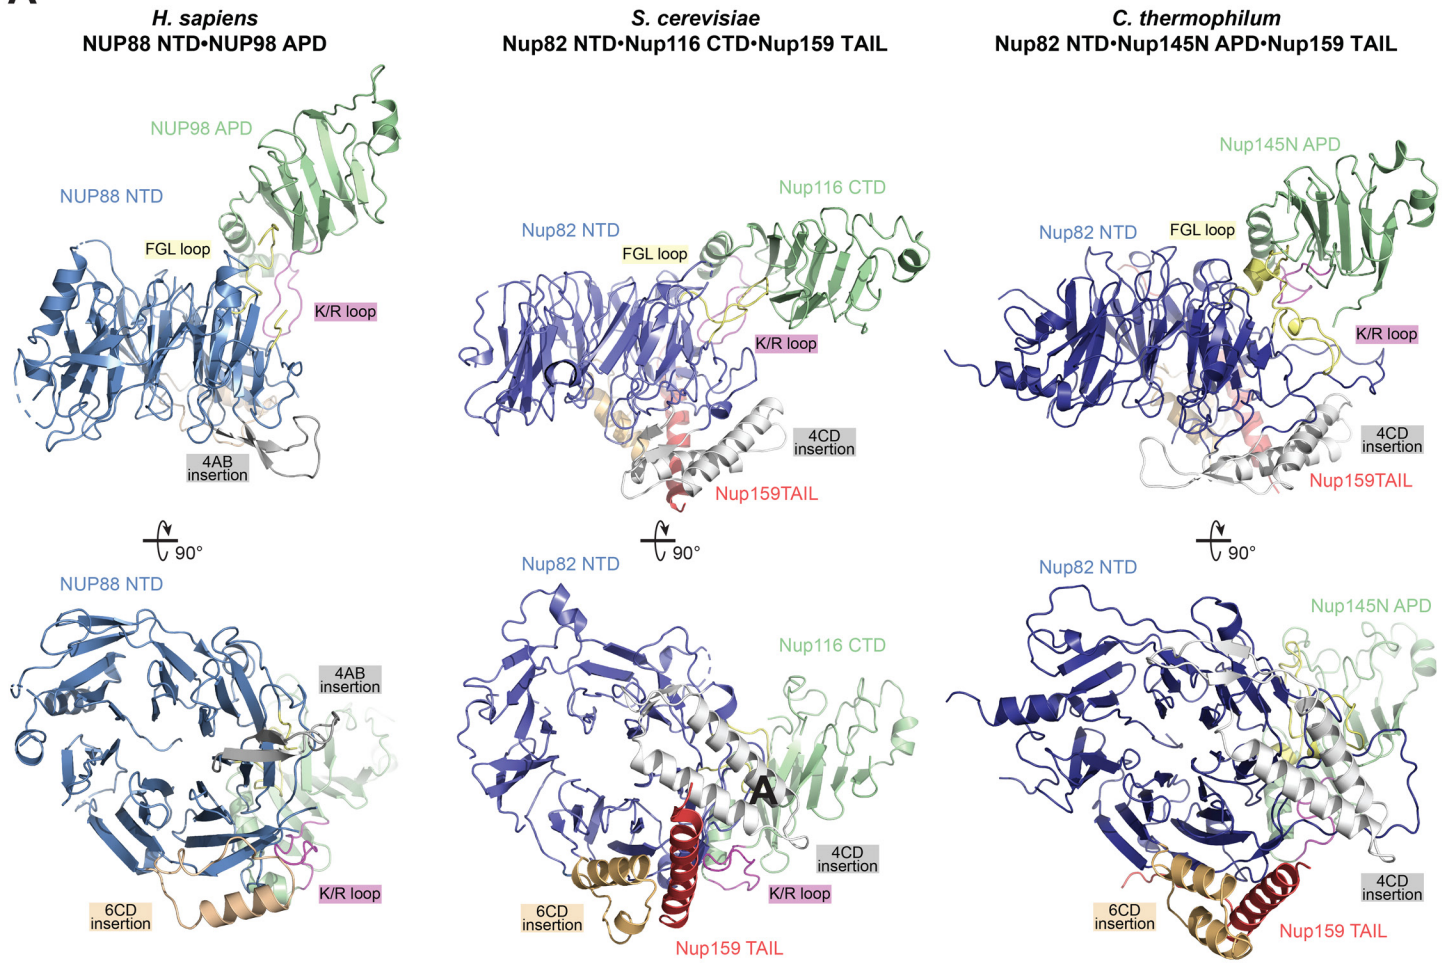 A
H. sapiens
NUP88 NTD•NUP98 APD
S. cerevisiae
Nup82 NTD•Nup116 CTD•Nup159 TAIL
C. thermophilum
Nup82 NTD•Nup145N APD•Nup159 TAIL
NUP98 APD
NUP88 NTD
FGL loop
K/R loop
4AB
insertion
Nup116 CTD
Nup82 NTD
FGL loop
K/R loop
4CD
insertion
Nup159TAIL
Nup145N APD
FGL loop
Nup82 NTD
K/R loop
4CD
insertion
Nup159TAIL
90°
90°
90°
NUP88 NTD
4AB
insertion
K/R loop
6CD
insertion
Nup82 NTD
Nup116 CTD
A
4CD
insertion
K/R loop
6CD
insertion
Nup159 TAIL
Nup82 NTD
Nup145N APD
4CD
insertion
6CD
insertion
Nup159 TAIL